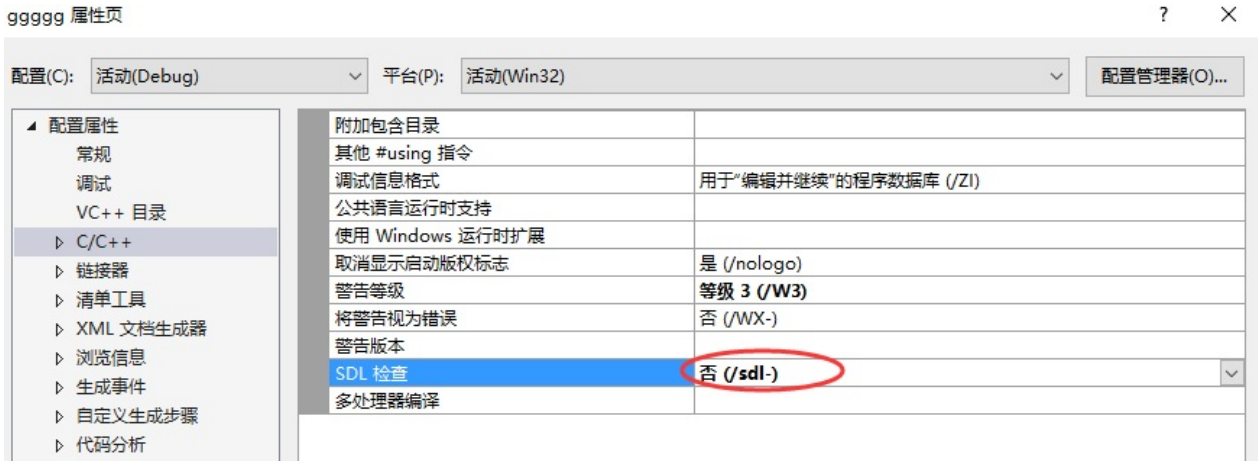 ggggg 属性页
?
配置(C): 活动(Debug) 平台(P): 活动(Win32) 配置管理器(O)...
配置属性
常规
调试
VC++ 目录
C/C++
链接器
清单工具
XML 文档生成器
浏览信息
生成事件
自定义生成步骤
代码分析
附加包含目录
其他 #using 指令
调试信息格式 用于“编辑并继续”的程序数据库 (/ZI)
公共语言运行时支持
使用 Windows 运行时扩展
取消显示启动版权标志 是 (/nologo)
警告等级 等级 3 (/W3)
将警告视为错误 否 (/WX-)
警告版本
SDL 检查 否 (/sdl-)
多处理器编译